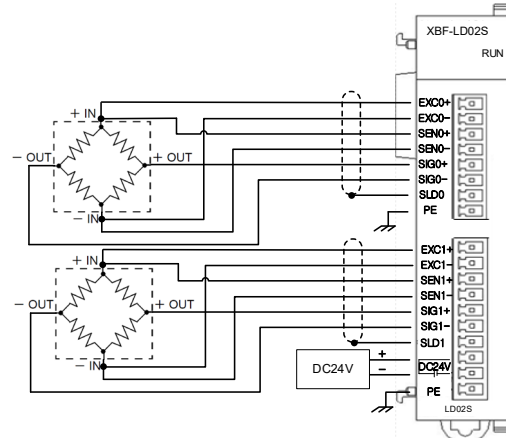 XBF-LD02S
RUN
+ IN
- OUT
+ OUT
- IN
EXC0+
EXC0-
SEN0+
SEN0-
SIG0+
SIG0-
SLD0
PE
+ IN
- OUT
+ OUT
- IN
EXC1+
EXC1-
SEN1+
SEN1-
SIG1+
SIG1-
SLD1
DC24V
+
-
DC24V
PE
LD02S